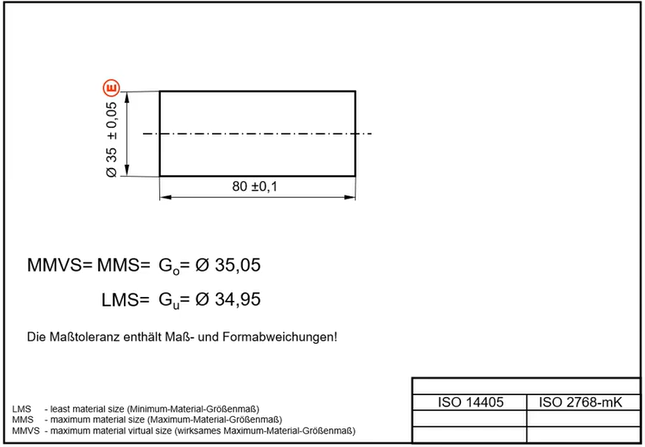 Ø 35 ± 0,05 Ⓔ
80 ±0,1
MMVS= MMS= Go= Ø 35,05
LMS= Gu= Ø 34,95
Die Maßtoleranz enthält Maß- und Formabweichungen!
ISO 14405 ISO 2768-mK
LMS - least material size (Minimum-Material-Größenmaß)
MMS - maximum material size (Maximum-Material-Größenmaß)
MMVS - maximum material virtual size (wirksames Maximum-Material-Größenmaß)